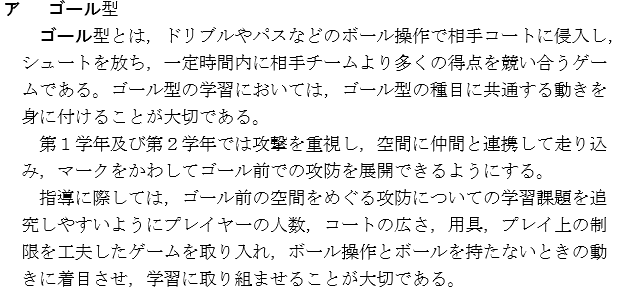 ア　ゴール型
ゴール型とは，ドリブルやパスなどのボール操作で相手コートに侵入し，
シュートを放ち，一定時間内に相手チームより多くの得点を競い合うゲー
ムである。ゴール型の学習においては，ゴール型の種目に共通する動きを
身に付けることが大切である。
第１学年及び第２学年では攻撃を重視し，空間に仲間と連携して走り込
み，マークをかわしてゴール前での攻防を展開できるようにする。
指導に際しては，ゴール前の空間をめぐる攻防についての学習課題を追
究しやすいようにプレイヤーの人数，コートの広さ，用具，プレイ上の制
限を工夫したゲームを取り入れ，ボール操作とボールを持たないときの動
きに着目させ，学習に取り組ませることが大切である。